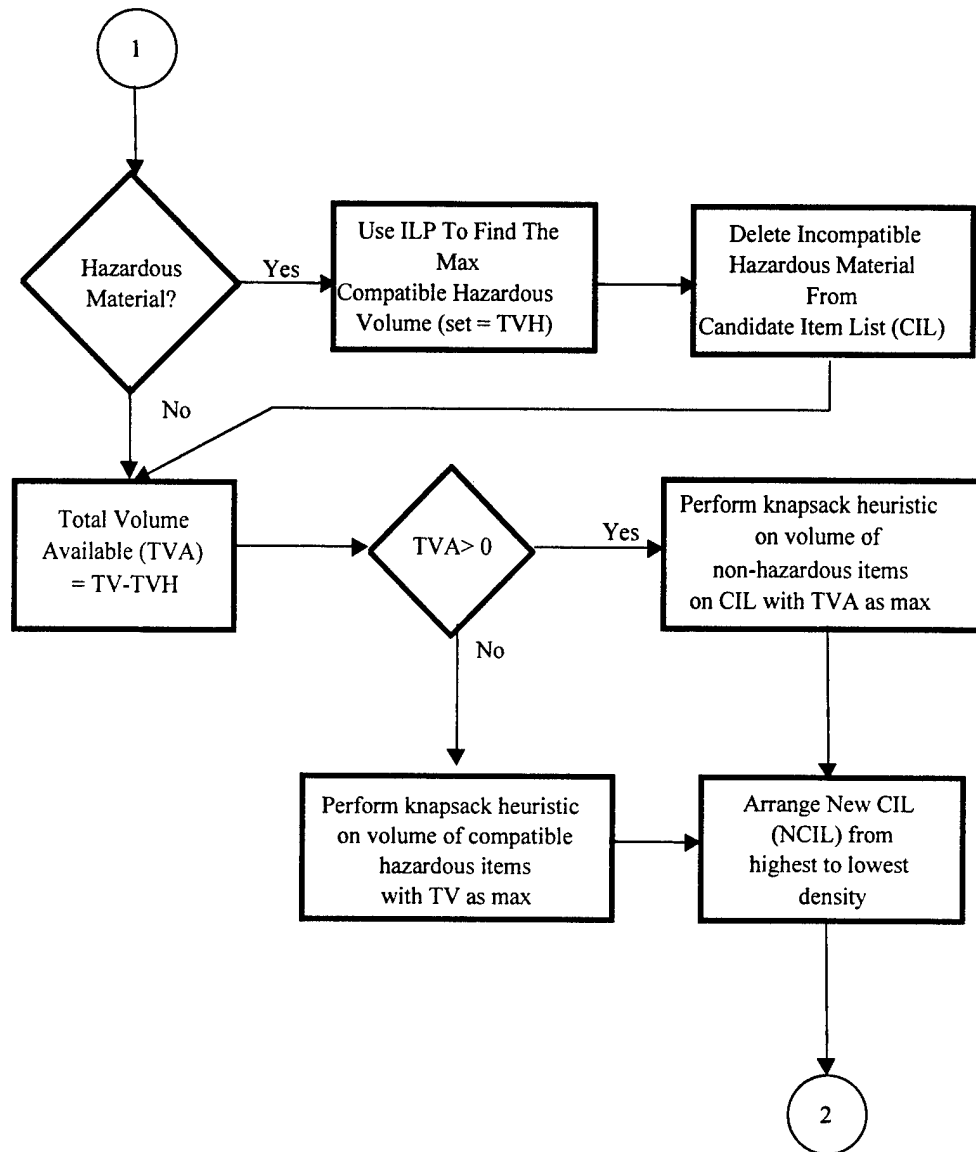 1
Hazardous
Material?
Yes
Use ILP To Find The
Max
Compatible Hazardous
Volume (set = TVH)
Delete Incompatible
Hazardous Material
From
Candidate Item List (CIL)
No
Total Volume
Available (TVA)
= TV-TVH
TVA> 0
Yes
Perform knapsack heuristic
on volume of
non-hazardous items
on CIL with TVA as max
No
Perform knapsack heuristic
on volume of compatible
hazardous items
with TV as max
Arrange New CIL
(NCIL) from
highest to lowest
density
2